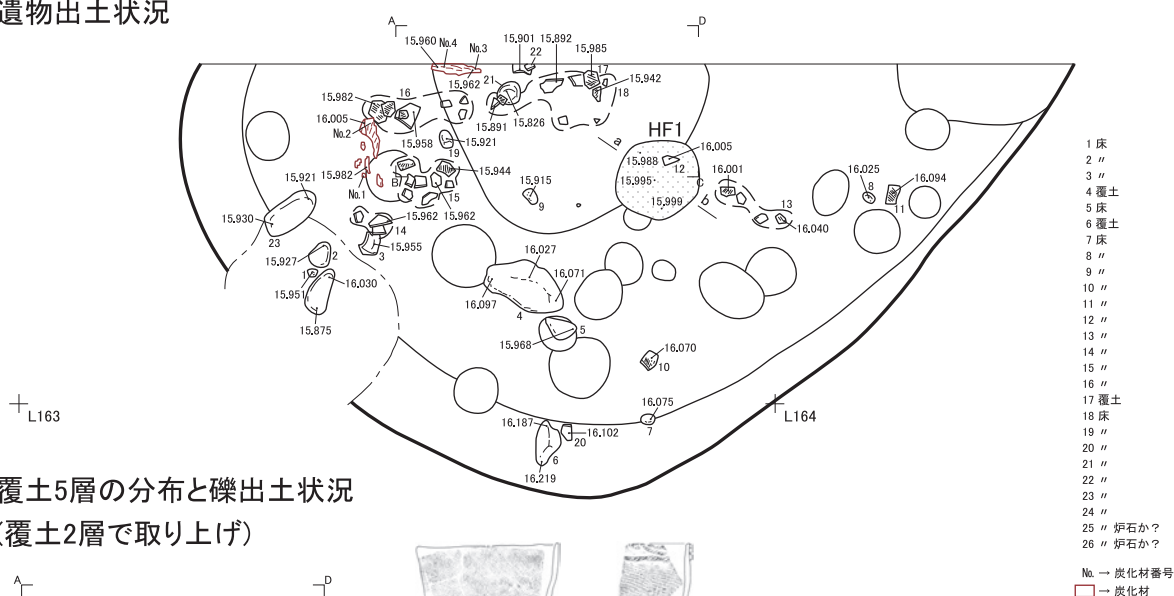 遺物出土状況
A
D
15.960 No.4 No.3
15.901 22 15.892
15.985
17
15.962
21
15.942
18
15.982
16
16.005
No.2
15.958
15.891
15.826
a
HF1
15.921
19
15.988
16.005
12
15.995
C
15.999
b
16.001
13
16.040
16.025
8
16.094
11
15.982
No.1
B
15.944
15
15.962
15.915
9
15.921
15.930
23
15.962
14
15.955
3
15.927
2
1
15.951
16.030
15.875
16.027
16.071
16.097
4
5
15.968
16.070
10
16.075
7
16.187
16.102
20
6
16.219
L163
L164
1 床
2 〃
3 〃
4 覆土
5 床
6 覆土
7 床
8 〃
9 〃
10 〃
11 〃
12 〃
13 〃
14 〃
15 〃
16 〃
17 覆土
18 床
19 〃
20 〃
21 〃
22 〃
23 〃
24 〃
25 〃 炉石か?
26 〃 炉石か?
No. → 炭化材番号
→ 炭化材
覆土5層の分布と礫出土状況
(覆土2層で取り上げ)
A
D